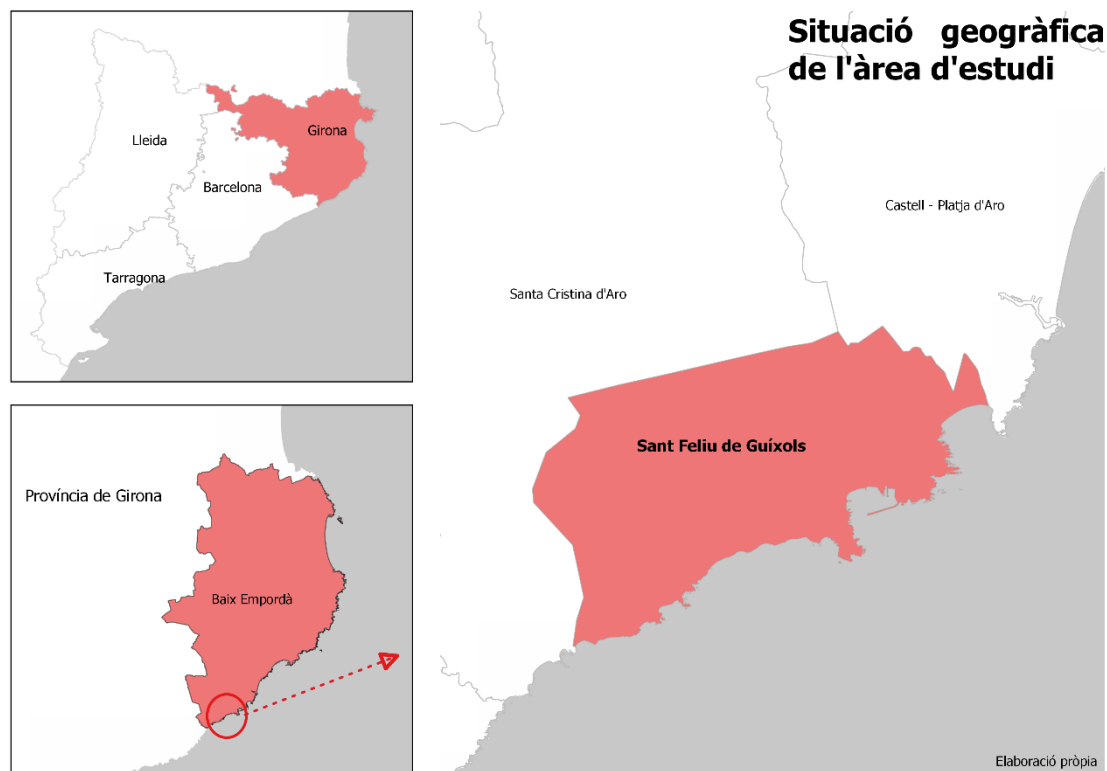 Situació geogràfica
de l'àrea d'estudi
Girona
Lleida
Barcelona
Tarragona
Castell - Platja d'Aro
Santa Cristina d'Aro
Sant Feliu de Guíxols
Província de Girona
Baix Empordà
Elaboració pròpia